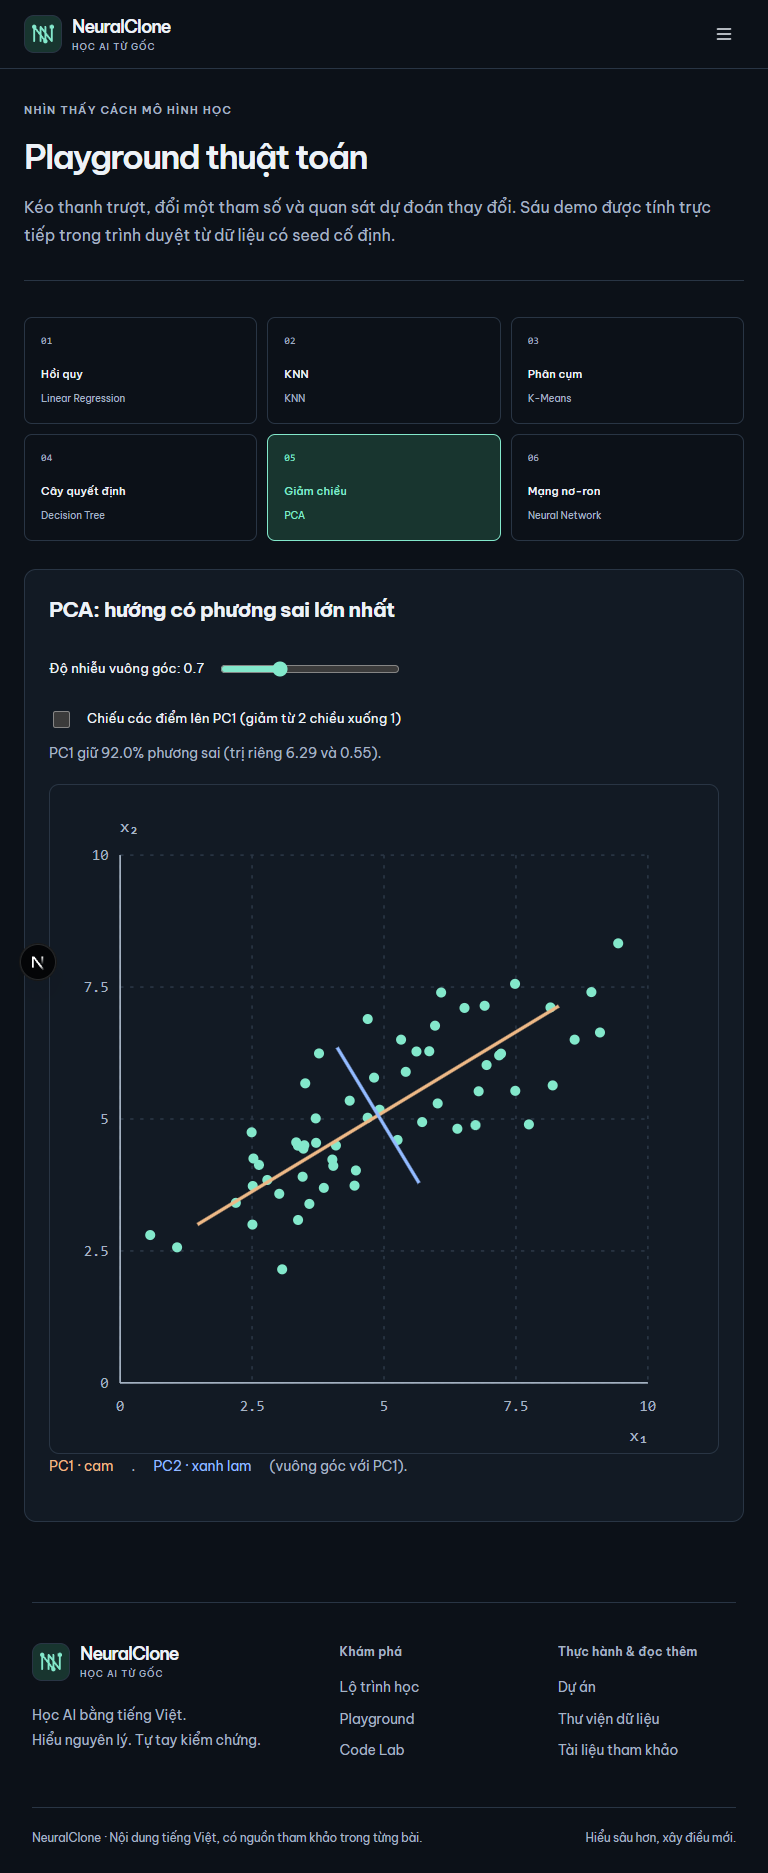 NeuralClone
HỌC AI TỪ GỐC
NHÌN THẤY CÁCH MÔ HÌNH HỌC
Playground thuật toán
Kéo thanh trượt, đổi một tham số và quan sát dự đoán thay đổi. Sáu demo được tính trực
tiếp trong trình duyệt từ dữ liệu có seed cố định.
01
Hồi quy
Linear Regression
02
KNN
KNN
03
Phân cụm
K-Means
04
Cây quyết định
Decision Tree
05
Giảm chiều
PCA
06
Mạng nơ-ron
Neural Network
PCA: hướng có phương sai lớn nhất
Độ nhiễu vuông góc: 0.7
Chiếu các điểm lên PC1 (giảm từ 2 chiều xuống 1)
PC1 giữ 92.0% phương sai (trị riêng 6.29 và 0.55).
x₂
10
7.5
5
2.5
0
0 2.5 5 7.5 10
x₁
N
PC1 · cam . PC2 · xanh lam (vuông góc với PC1).
NeuralClone
HỌC AI TỪ GỐC
Học AI bằng tiếng Việt.
Hiểu nguyên lý. Tự tay kiểm chứng.
Khám phá
Lộ trình học
Playground
Code Lab
Thực hành & đọc thêm
Dự án
Thư viện dữ liệu
Tài liệu tham khảo
NeuralClone · Nội dung tiếng Việt, có nguồn tham khảo trong từng bài.
Hiểu sâu hơn, xây điều mới.